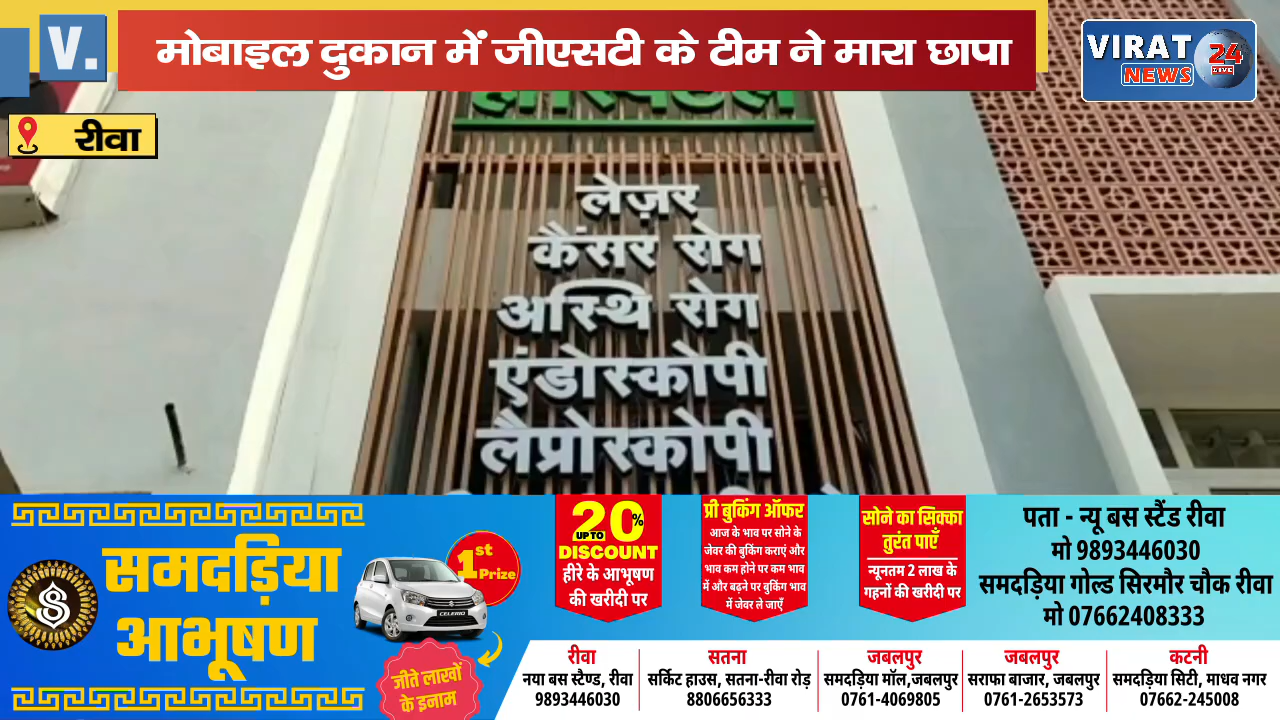 V.
मोबाइल दुकान में जीएसटी के टीम ने मारा छापा
VIRAT 24
NEWS LIVE
रीवा
लेज़र
कैंसर रोग
अस्थि रोग
एंडोस्कोपी
लैप्रोस्कोपी
समदड़िया
आभूषण
S
1st
Prize
CELERIO
जीते लाखों
के इनाम
UP TO 20%
DISCOUNT
हीरे के आभूषण
की खरीदी पर
प्री बुकिंग ऑफर
आज के भाव पर सोने के
जेवर की बुकिंग कराएं और
भाव कम होने पर कम भाव
में और बढ़ने पर बुकिंग भाव
में जेवर ले जाएँ
सोने का सिक्का
तुरंत पाएँ
न्यूनतम 2 लाख के
गहनों की खरीदी पर
पता - न्यू बस स्टैंड रीवा
मो 9893446030
समदड़िया गोल्ड सिरमौर चौक रीवा
मो 07662408333
रीवा
नया बस स्टैण्ड, रीवा
9893446030
सतना
सर्किट हाउस, सतना-रीवा रोड़
8806656333
जबलपुर
समदड़िया मॉल,जबलपुर
0761-4069805
जबलपुर
सराफा बाजार, जबलपुर
0761-2653573
कटनी
समदड़िया सिटी, माधव नगर
07662-245008